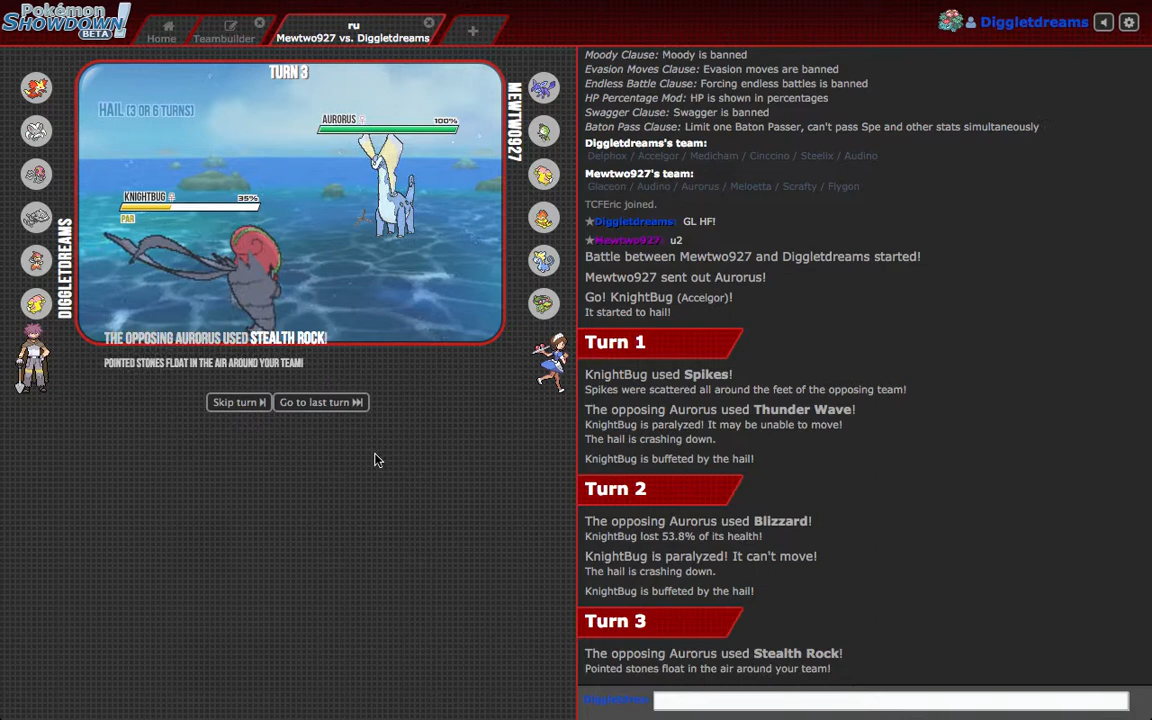 Pokémon
SHOWDOWN!
BETA!
Home
Teambuilder
ru
Mewtwo927 vs. Diggletdreams
+
Diggletdreams
TURN 3
HAIL (3 OR 6 TURNS)
AURORUS
100%
KNIGHTBUG
35%
PAR
DIGGLETDREAMS
MEWTWO927
THE OPPOSING AURORUS USED STEALTH ROCK!
POINTED STONES FLOAT IN THE AIR AROUND YOUR TEAM!
Skip turn
Go to last turn
Moody Clause: Moody is banned
Evasion Moves Clause: Evasion moves are banned
Endless Battle Clause: Forcing endless battles is banned
HP Percentage Mod: HP is shown in percentages
Swagger Clause: Swagger is banned
Baton Pass Clause: Limit one Baton Passer, can't pass Spe and other stats simultaneously
Diggletdreams's team:
Delphox / Accelgor / Medicham / Cinccino / Steelix / Audino
Mewtwo927's team:
Glaceon / Audino / Aurorus / Meloetta / Scrafty / Flygon
TCFEric joined.
★Diggletdreams: GL HF!
★Mewtwo927: u2
Battle between Mewtwo927 and Diggletdreams started!
Mewtwo927 sent out Aurorus!
Go! KnightBug (Accelgor)!
It started to hail!
Turn 1
KnightBug used Spikes!
Spikes were scattered all around the feet of the opposing team!
The opposing Aurorus used Thunder Wave!
KnightBug is paralyzed! It may be unable to move!
The hail is crashing down.
KnightBug is buffeted by the hail!
Turn 2
The opposing Aurorus used Blizzard!
KnightBug lost 53.8% of its health!
KnightBug is paralyzed! It can't move!
The hail is crashing down.
KnightBug is buffeted by the hail!
Turn 3
The opposing Aurorus used Stealth Rock!
Pointed stones float in the air around your team!